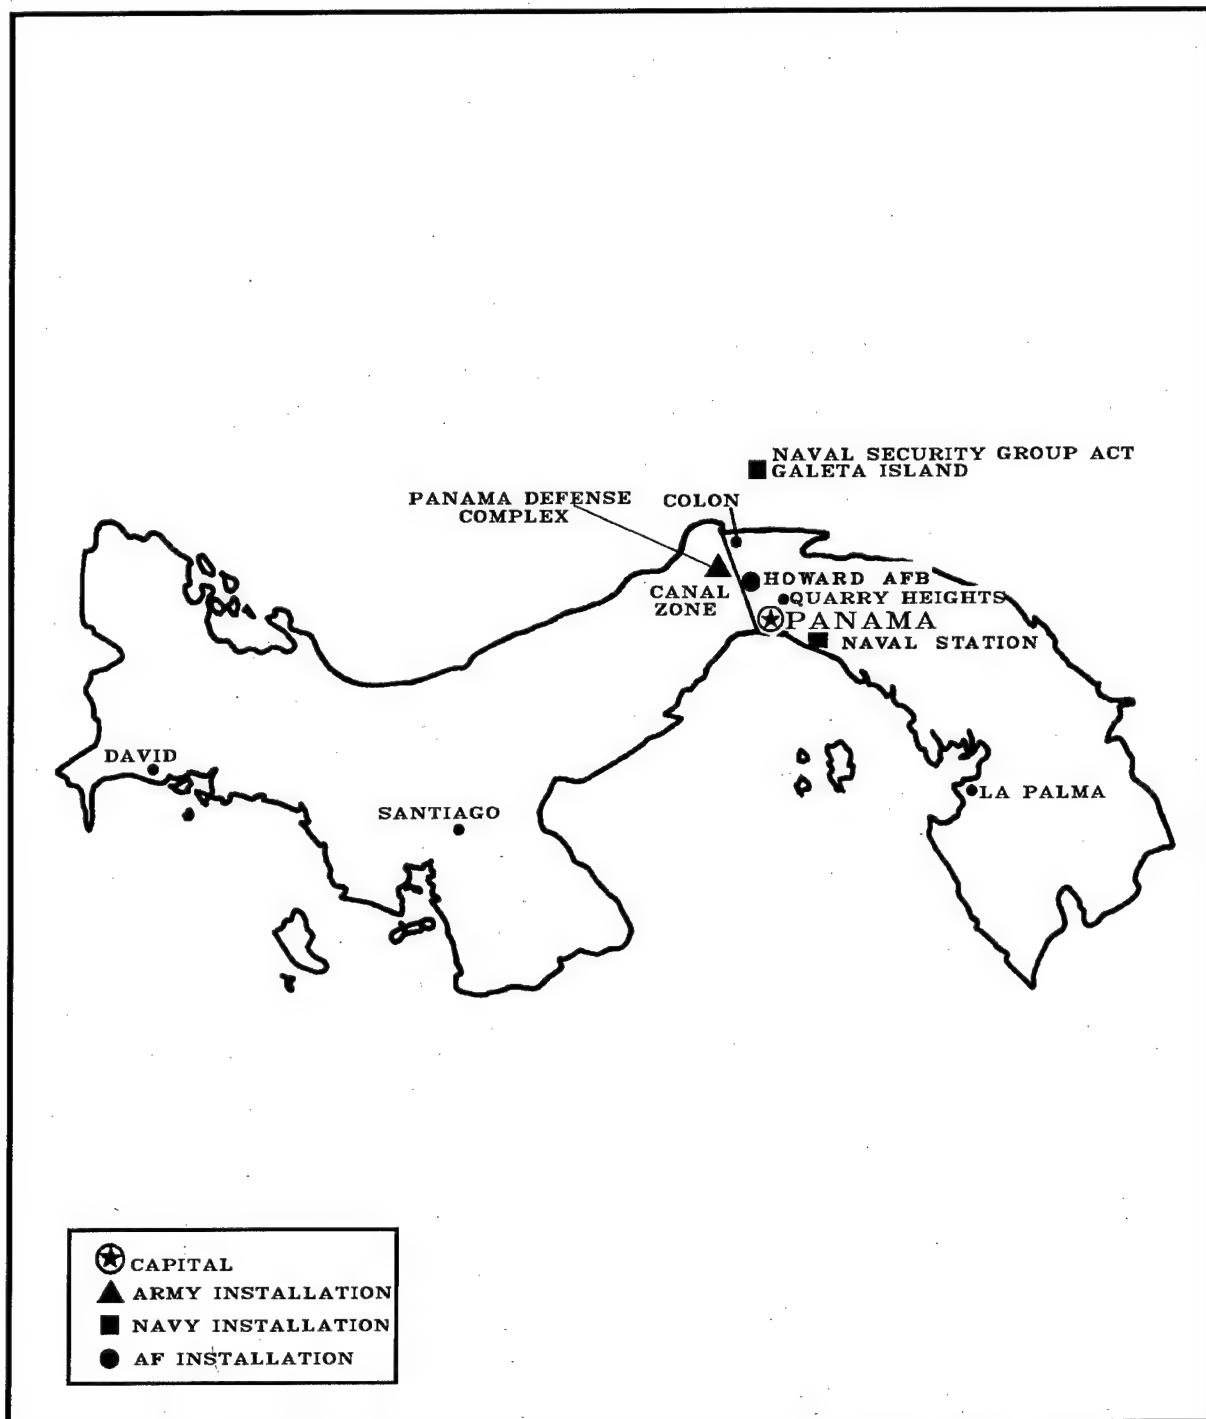 NAVAL SECURITY GROUP ACT
GALETA ISLAND
PANAMA DEFENSE
COMPLEX
COLON
HOWARD AFB
CANAL
ZONE
QUARRY HEIGHTS
PANAMA
NAVAL STATION
DAVID
LA PALMA
SANTIAGO
CAPITAL
ARMY INSTALLATION
NAVY INSTALLATION
AF INSTALLATION